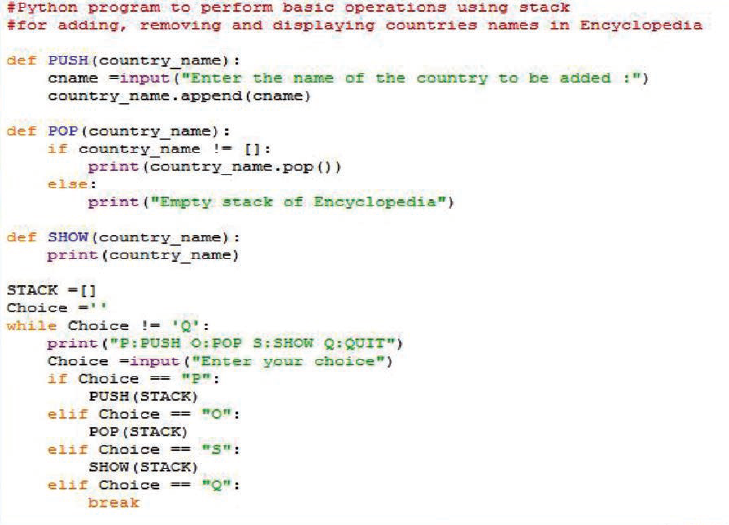 #Python program to perform basic operations using stack
#for adding, removing and displaying countries names in Encyclopedia
def PUSH(country_name):
    cname =input("Enter the name of the country to be added :")
    country_name.append(cname)
def POP(country_name):
    if country_name != []:
        print(country_name.pop())
    else:
        print("Empty stack of Encyclopedia")
def SHOW(country_name):
    print(country_name)
STACK =[]
Choice =''
while Choice != 'Q':
    print("P:PUSH O:POP S:SHOW Q:QUIT")
    Choice =input("Enter your choice")
    if Choice == "P":
        PUSH(STACK)
    elif Choice == "O":
        POP(STACK)
    elif Choice == "S":
        SHOW(STACK)
    elif Choice == "Q":
        break